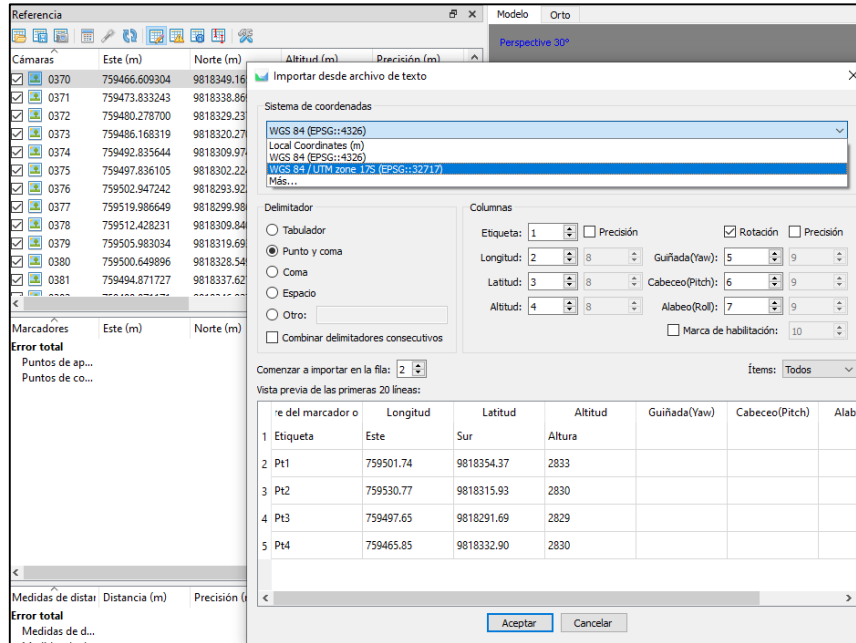 Referencia
Modelo Orto
Perspective 30°
Cámaras Este (m) Norte (m) Altitud (m) Precisión (m)
0370 759466.609304 9818349.16
0371 759473.833243 9818338.86
0372 759480.278700 9818329.23
0373 759486.168319 9818320.27
0374 759492.835644 9818309.97
0375 759497.836105 9818302.22
0376 759502.947242 9818293.92
0377 759519.986649 9818299.98
0378 759512.428231 9818309.84
0379 759505.983034 9818319.69
0380 759500.649896 9818328.54
0381 759494.871727 9818337.62
Marcadores Este (m) Norte (m)
Error total
Puntos de ap...
Puntos de co...
Medidas de distar Distancia (m) Precisión (
Error total
Medidas de d...
Importar desde archivo de texto
Sistema de coordenadas
WGS 84 (EPSG::4326)
Local Coordinates (m)
WGS 84 (EPSG::4326)
WGS 84 / UTM zone 17S (EPSG::32717)
Más...
Delimitador
Tabulador
Punto y coma
Coma
Espacio
Otro:
Combinar delimitadores consecutivos
Columnas
Etiqueta: 1 Precisión Rotación Precisión
Longitud: 2 8 Guiñada(Yaw): 5 9
Latitud: 3 8 Cabeceo(Pitch): 6 9
Altitud: 4 8 Alabeo(Roll): 7 9
Marca de habilitación: 10
Comenzar a importar en la fila: 2 Ítems: Todos
Vista previa de las primeras 20 líneas:
re del marcador o Longitud Latitud Altitud Guiñada(Yaw) Cabeceo(Pitch) Alab
1 Etiqueta Este Sur Altura
2 Pt1 759501.74 9818354.37 2833
3 Pt2 759530.77 9818315.93 2830
4 Pt3 759497.65 9818291.69 2829
5 Pt4 759465.85 9818332.90 2830
Aceptar Cancelar